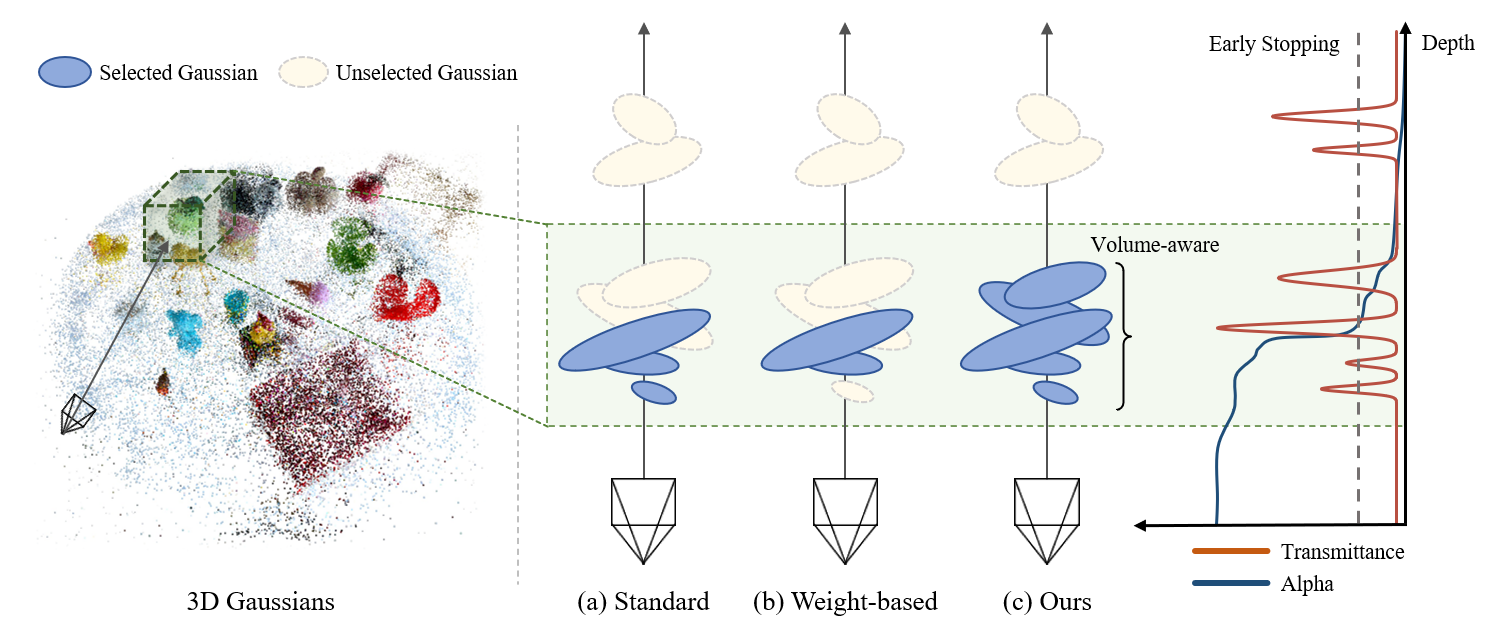 Early Stopping
Depth
Selected Gaussian
Unselected Gaussian
Volume-aware
Transmittance
Alpha
3D Gaussians
(a) Standard
(b) Weight-based
(c) Ours